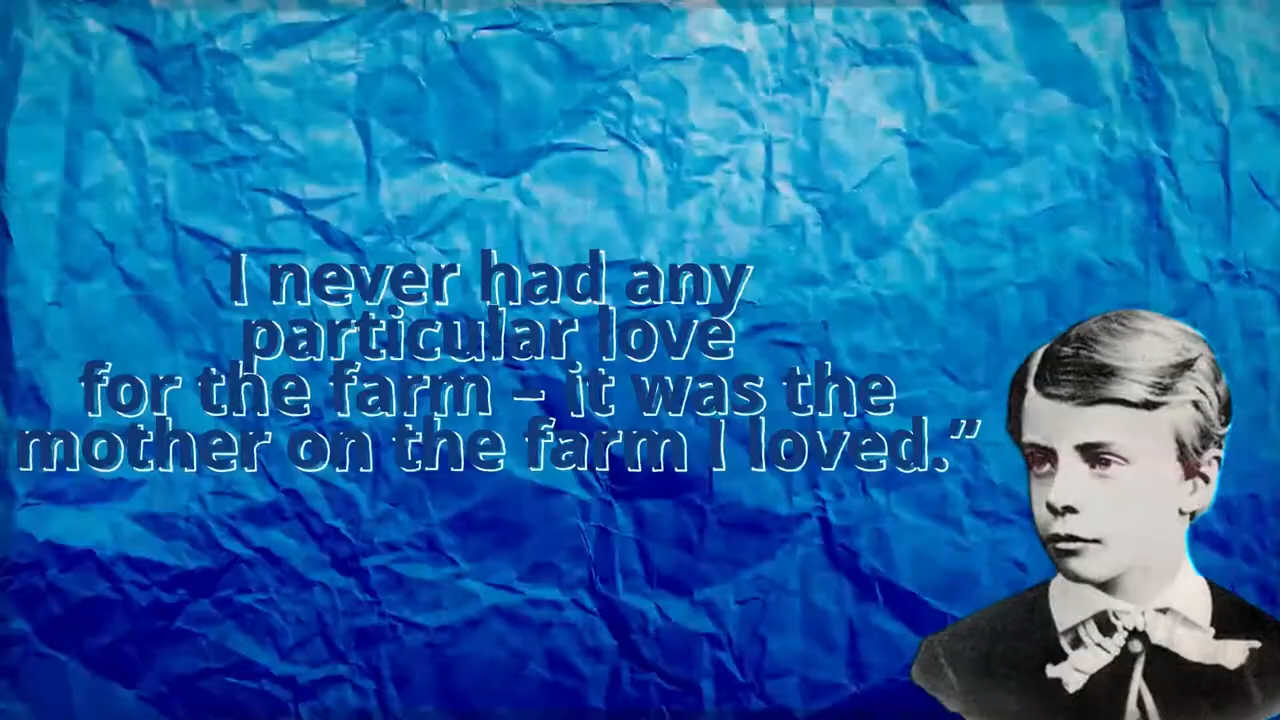 I never had any
particular love
for the farm – it was the
mother on the farm I loved.”